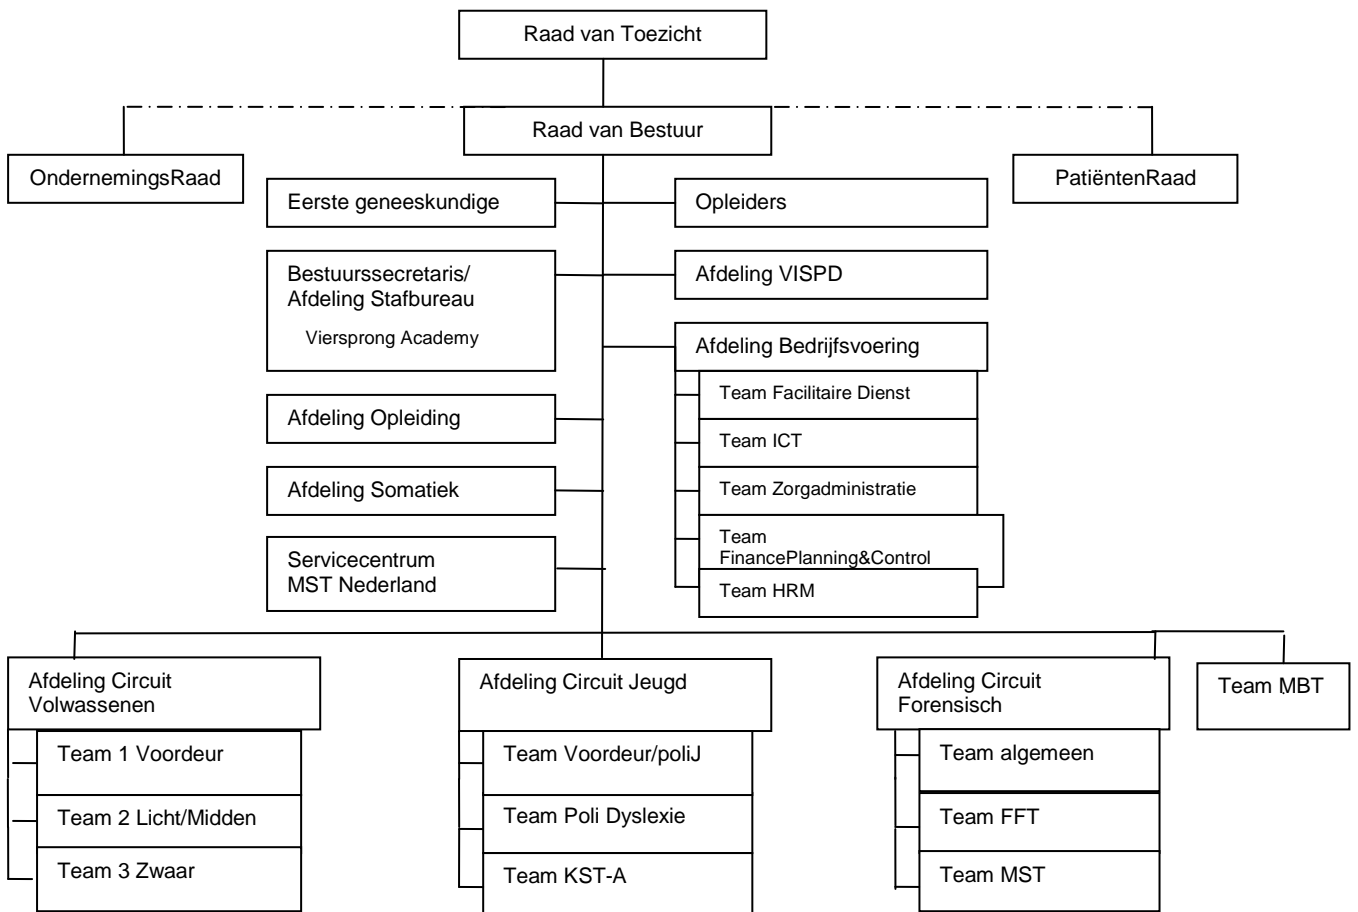 Raad van Toezicht
Raad van Bestuur
OndernemingsRaad
PatiëntenRaad
Eerste geneeskundige
Opleiders
Bestuurssecretaris/
Afdeling Stafbureau
Viersprong Academy
Afdeling VISPD
Afdeling Bedrijfsvoering
Team Facilitaire Dienst
Team ICT
Team Zorgadministratie
Team
FinancePlanning&Control
Team HRM
Afdeling Opleiding
Afdeling Somatiek
Servicecentrum
MST Nederland
Afdeling Circuit
Volwassenen
Team 1 Voordeur
Team 2 Licht/Midden
Team 3 Zwaar
Afdeling Circuit Jeugd
Team Voordeur/poliJ
Team Poli Dyslexie
Team KST-A
Afdeling Circuit
Forensisch
Team algemeen
Team FFT
Team MST
Team MBT